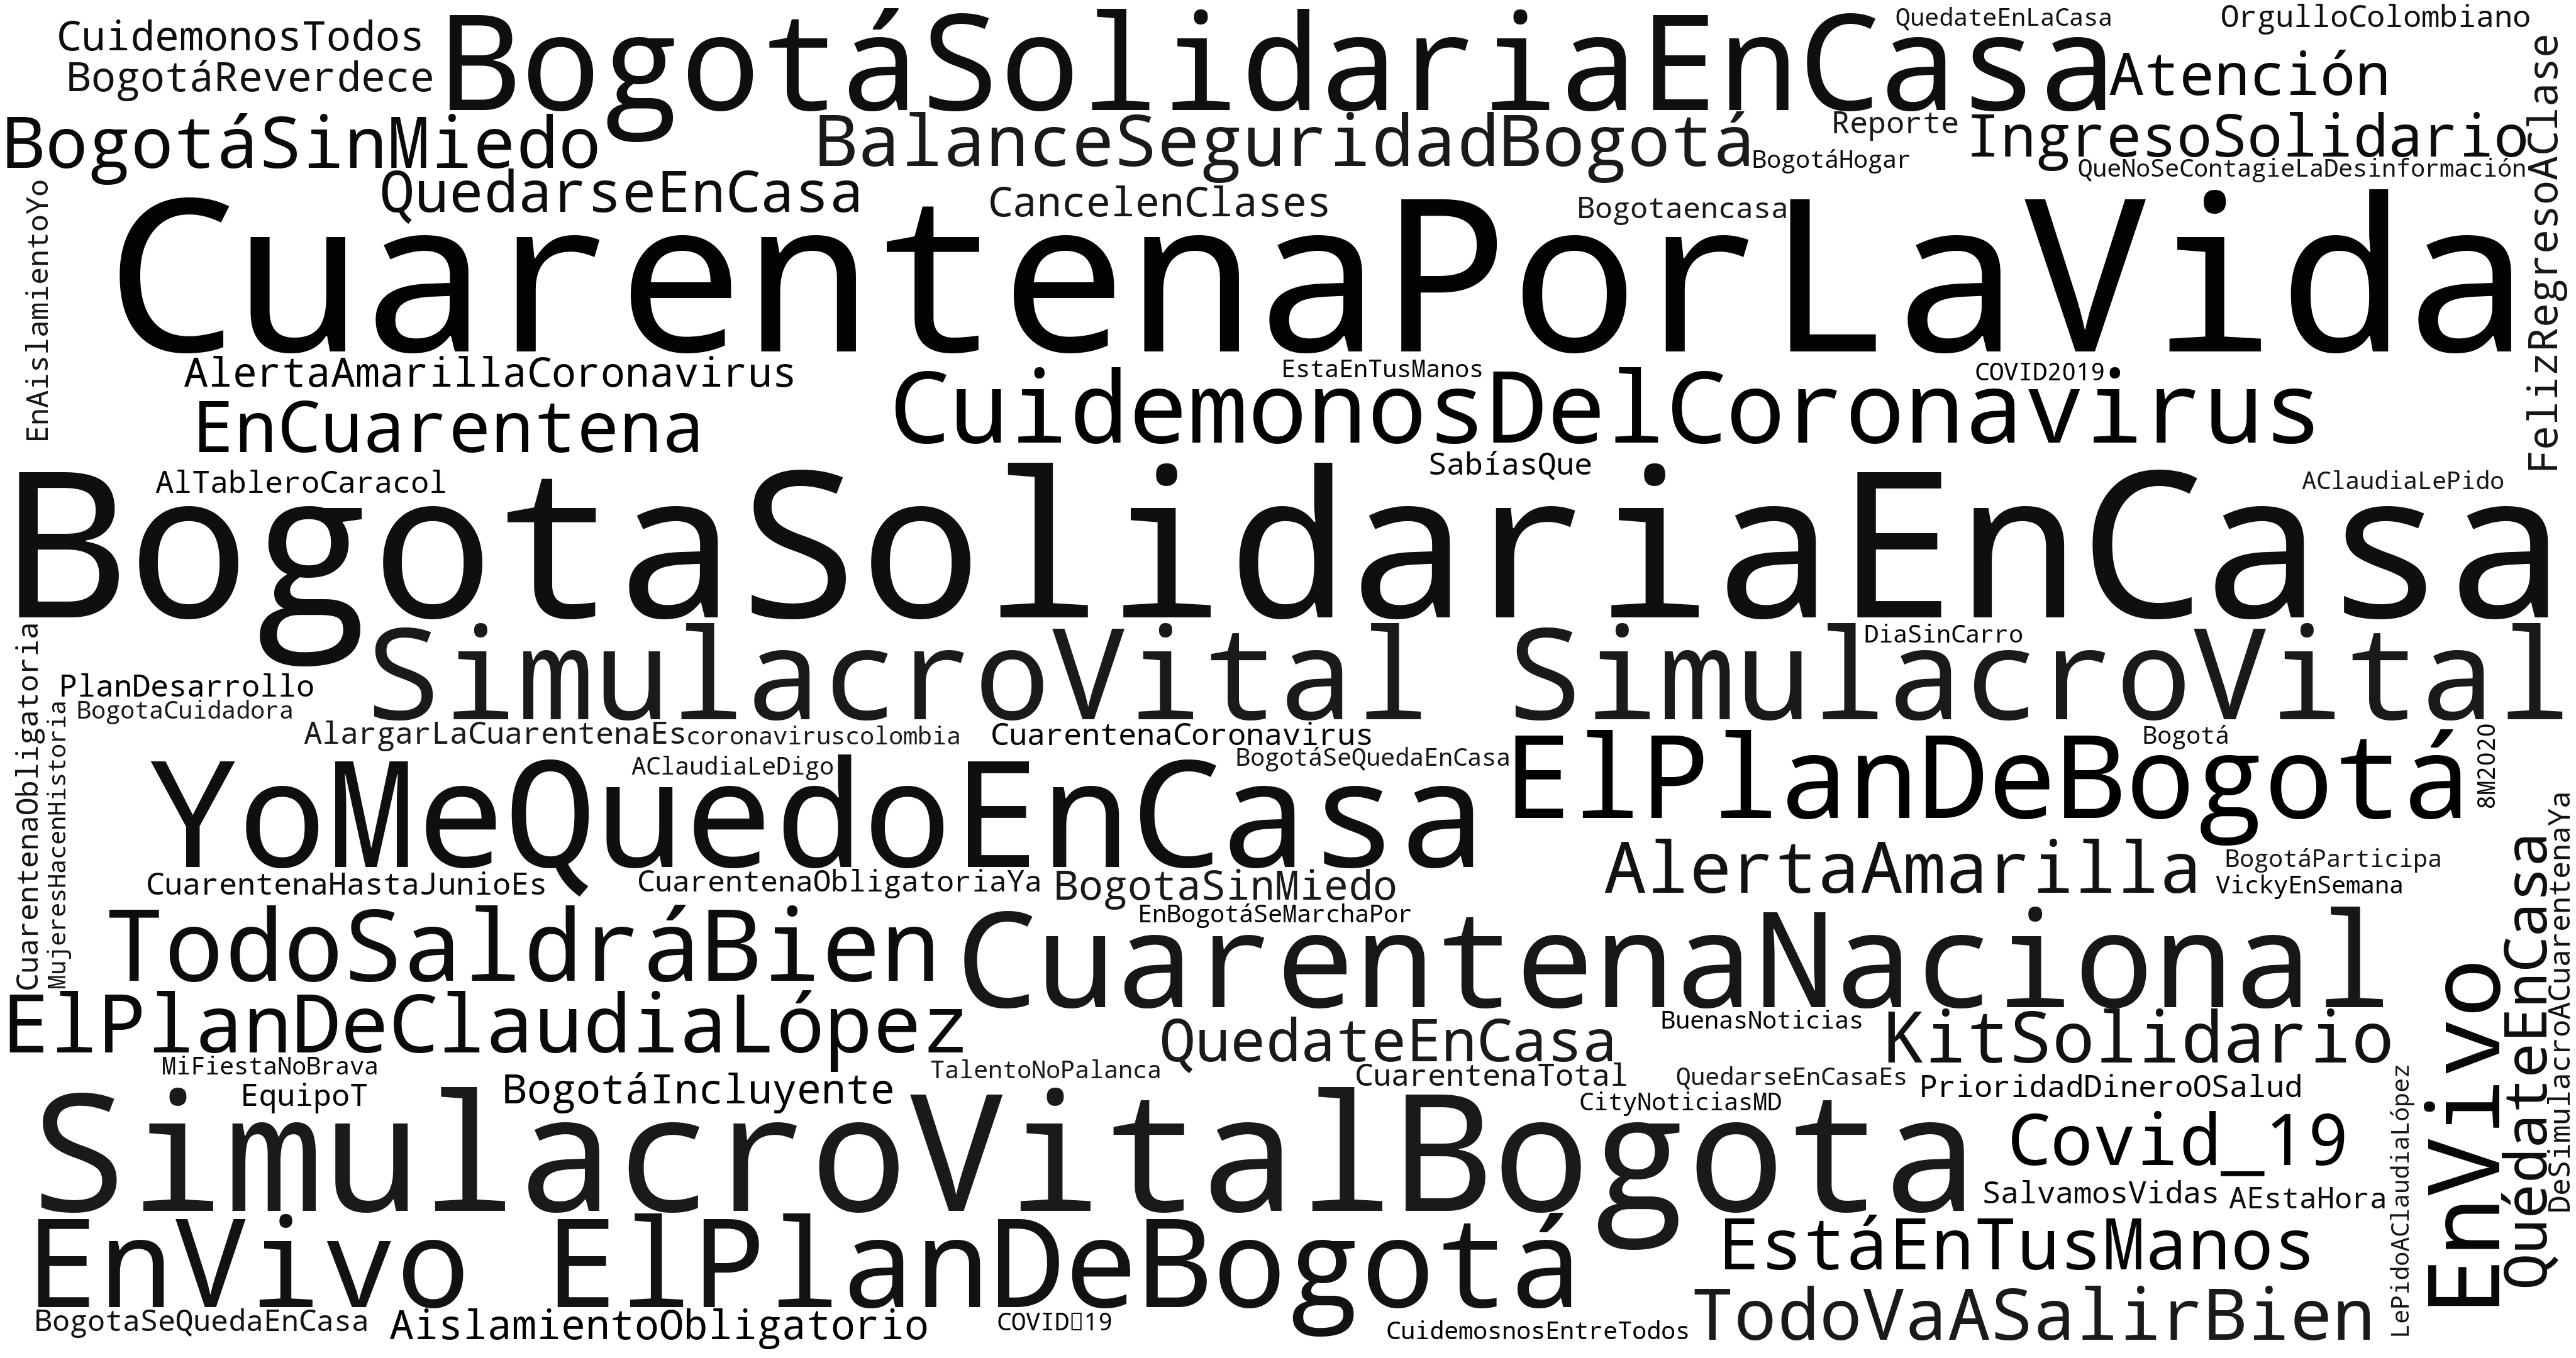 CuidemonosTodos
BogotáSolidariaEnCasa
QuedateEnLaCasa
OrgulloColombiano
BogotáReverdece
Atención
BogotáSinMiedo
BalanceSeguridadBogotá
Reporte
IngresoSolidario
FelizRegresoAClase
BogotáHogar
QueNoSeContagieLaDesinformación
QuedarseEnCasa
CancelenClases
Bogotaencasa
EnAislamientoYo
CuarentenaPorLaVida
AlertaAmarillaCoronavirus
EstaEnTusManos
COVID2019
EnCuarentena
CuidemonosDelCoronavirus
AlTableroCaracol
SabíasQue
AClaudiaLePido
BogotaSolidariaEnCasa
CuarentenaObligatoria
SimulacroVital SimulacroVital
DiaSinCarro
PlanDesarrollo
BogotaCuidadora
MujeresHacenHistoria
AlargarLaCuarentenaEs
coronaviruscolombia
CuarentenaCoronavirus
Bogotá
8M2020
AClaudiaLeDigo
BogotáSeQuedaEnCasa
ElPlanDeBogotá
YoMeQuedoEnCasa
AlertaAmarilla
BogotáParticipa
VickyEnSemana
CuarentenaHastaJunioEs
CuarentenaObligatoriaYa
BogotaSinMiedo
EnBogotáSeMarchaPor
TodoSaldráBien
CuarentenaNacional
ElPlanDeClaudiaLópez
QuedateEnCasa
BuenasNoticias
KitSolidario
EnVivo
QuédateEnCasa
DeSimulacroACuarentenaYa
MiFiestaNoBrava
TalentoNoPalanca
CuarentenaTotal
QuedarseEnCasaEs
PrioridadDineroOSalud
EquipoT
BogotáIncluyente
CityNoticiasMD
SimulacroVitalBogota
Covid_19
LePidoAClaudiaLópez
SalvamosVidas
AEstaHora
EnVivo ElPlanDeBogotá
EstáEnTusManos
BogotaSeQuedaEnCasa
AislamientoObligatorio
COVID▯19
CuidemosnosEntreTodos
TodoVaASalirBien